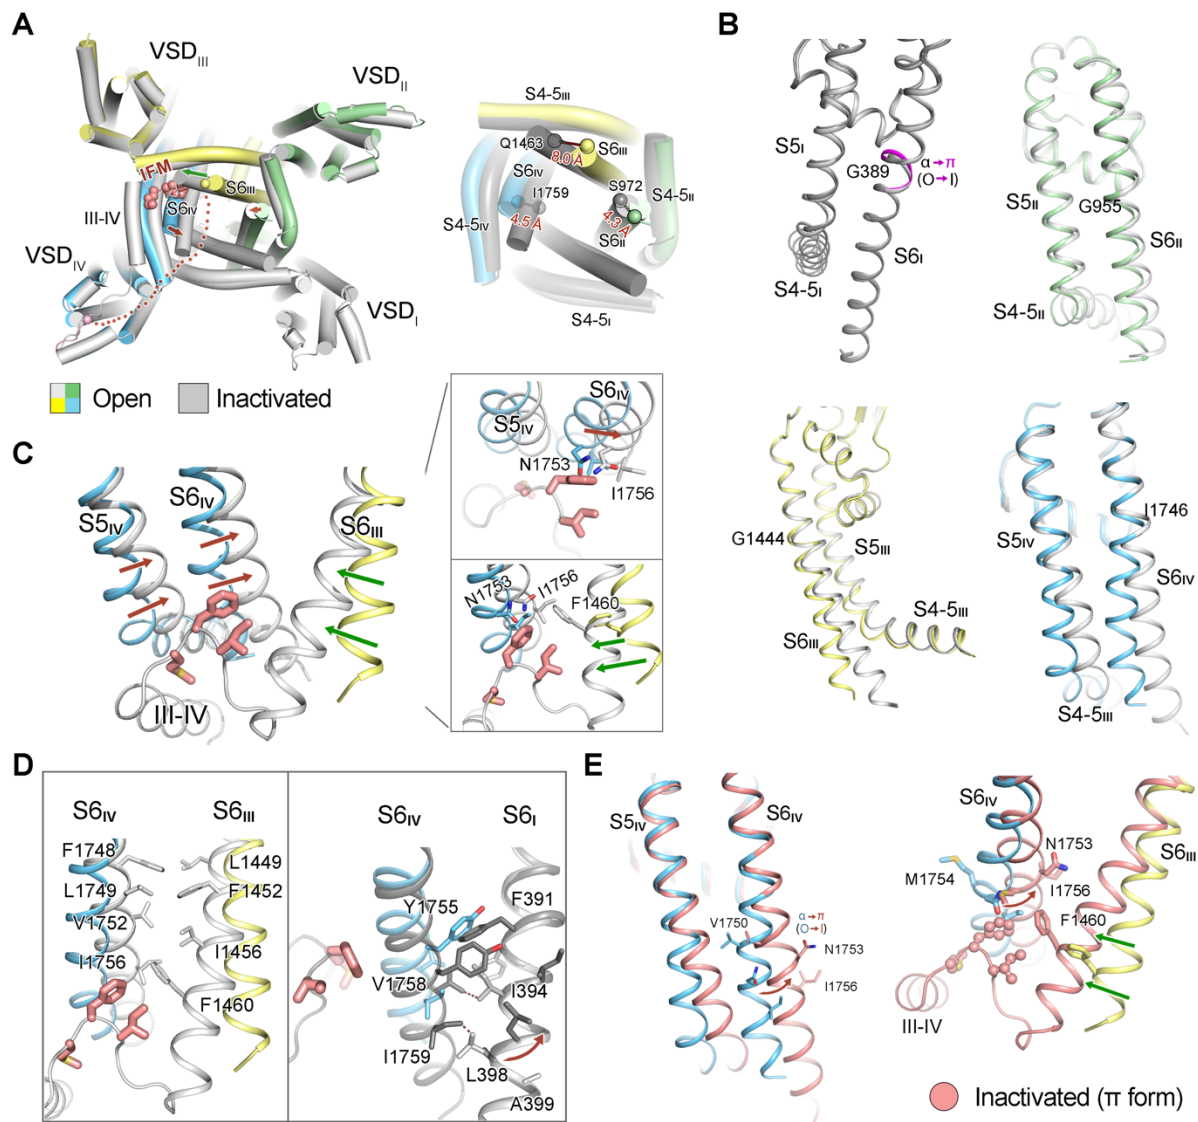 A
VSDIII
VSDII
IFM
S6III
S6IV
III-IV
VSDIV
VSDI
S4-5III
Q1463
S6III
8.0 Å
S6IV
I1759
S972
S4-5II
4.5 Å
4.3 Å
S4-5IV
S6II
S4-5I
Open
Inactivated
B
S5I
G389
α→π
(O→I)
S6I
S4-5I
S5II
G955
S6II
S4-5II
G1444
S5III
S4-5III
S6III
I1746
S5IV
S6IV
S4-5III
C
S5IV
S6IV
S6III
III-IV
S6IV
S5IV
N1753
I1756
N1753
I1756
F1460
D
S6IV
S6III
F1748
L1449
L1749
F1452
V1752
I1456
I1756
F1460
S6IV
S6I
Y1755
F391
V1758
I394
I1759
L398
A399
E
S5IV
S6IV
V1750
α→π
(O→I)
N1753
I1756
S6IV
S6III
N1753
M1754
I1756
F1460
III-IV
Inactivated (π form)